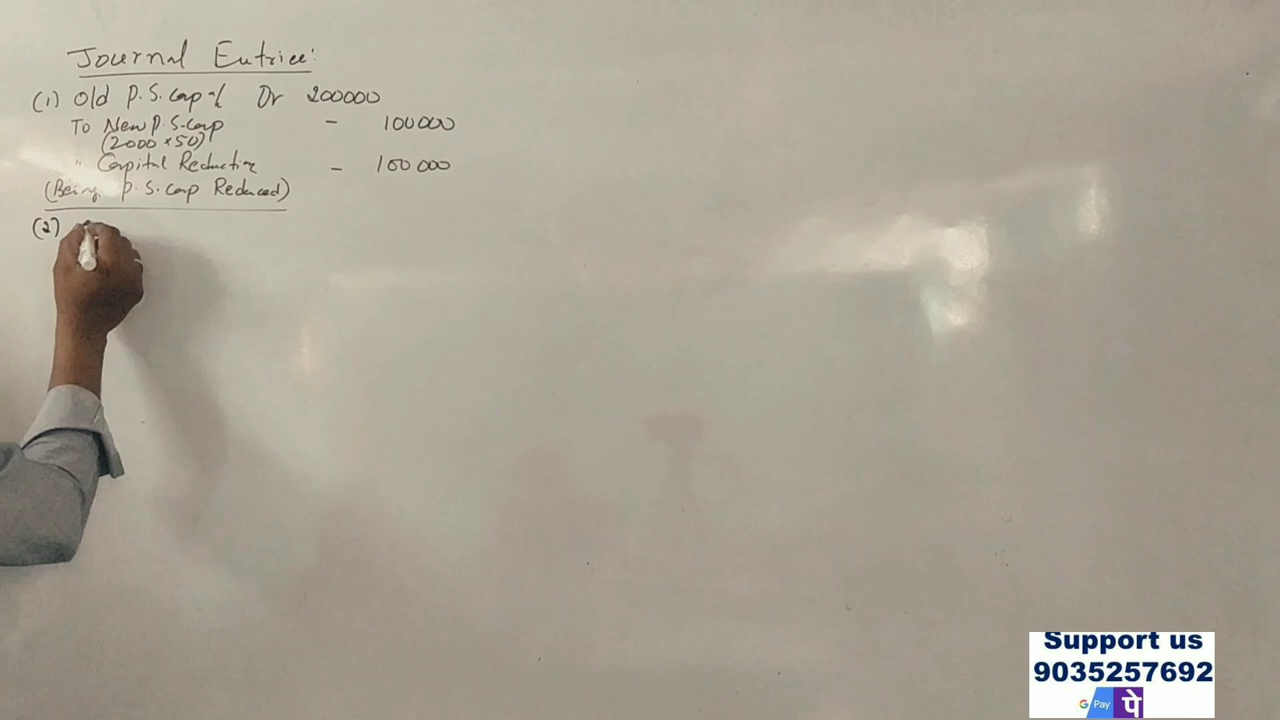 Journal Entries:
(1) Old P.S. Capital Dr 200000
To New P.S. Cap - 100000
(2000 x 50)
" Capital Reduction - 100000
(Being P.S. Cap Reduced)
(2)
Support us
9035257692
G Pay पे